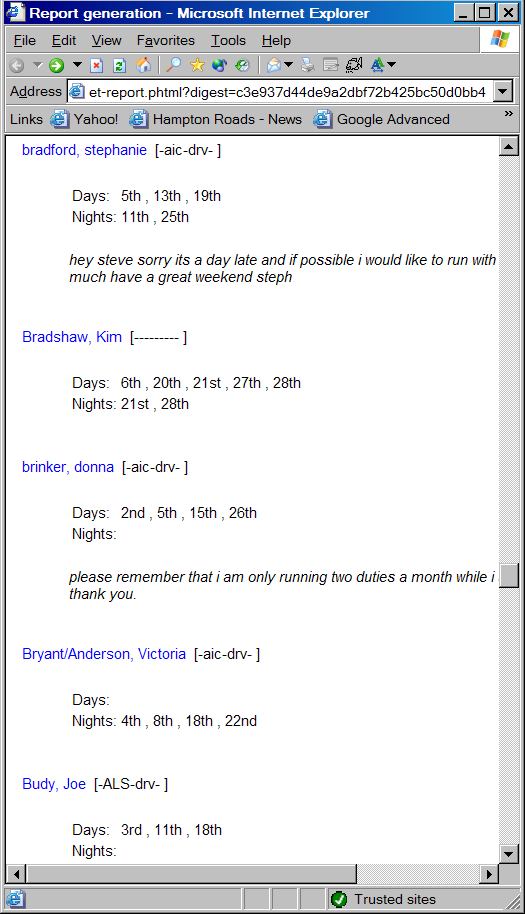 Report generation - Microsoft Internet Explorer
File Edit View Favorites Tools Help
Address et-report.phtml?digest=c3e937d44de9a2dbf72b425bc50d0bb4
Links Yahoo! Hampton Roads - News Google Advanced »
bradford, stephanie [-aic-drv- ]
Days: 5th , 13th , 19th
Nights: 11th , 25th
hey steve sorry its a day late and if possible i would like to run with
much have a great weekend steph
Bradshaw, Kim [--------- ]
Days: 6th , 20th , 21st , 27th , 28th
Nights: 21st , 28th
brinker, donna [-aic-drv- ]
Days: 2nd , 5th , 15th , 26th
Nights:
please remember that i am only running two duties a month while i
thank you.
Bryant/Anderson, Victoria [-aic-drv- ]
Days:
Nights: 4th , 8th , 18th , 22nd
Budy, Joe [-ALS-drv- ]
Days: 3rd , 11th , 18th
Nights:
Trusted sites